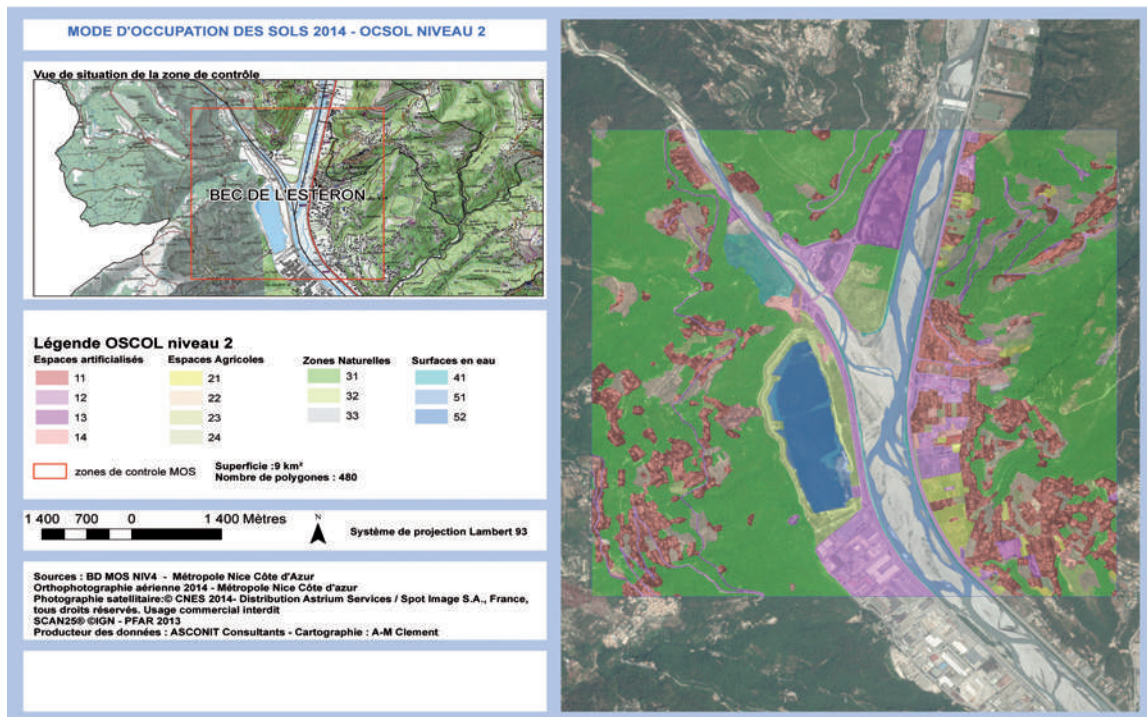 MODE D'OCCUPATION DES SOLS 2014 - OCSOL NIVEAU 2
Vue de situation de la zone de contrôle
BEC DE L'ESTERON
Légende OSCOL niveau 2
Espaces artificialisés
11
12
13
14
Espaces Agricoles
21
22
23
24
Zones Naturelles
31
32
33
Surfaces en eau
41
51
52
zones de controle MOS
Superficie :9 km²
Nombre de polygones : 480
1 400 700 0 1 400 Mètres
N
Système de projection Lambert 93
Sources : BD MOS NIV4 - Métropole Nice Côte d'Azur
Orthophotographie aérienne 2014 - Métropole Nice Côte d'azur
Photographie satellitaire:© CNES 2014- Distribution Astrium Services / Spot Image S.A., France,
tous droits réservés. Usage commercial interdit
SCAN25® ©IGN - PFAR 2013
Producteur des données : ASCONIT Consultants - Cartographie : A-M Clement